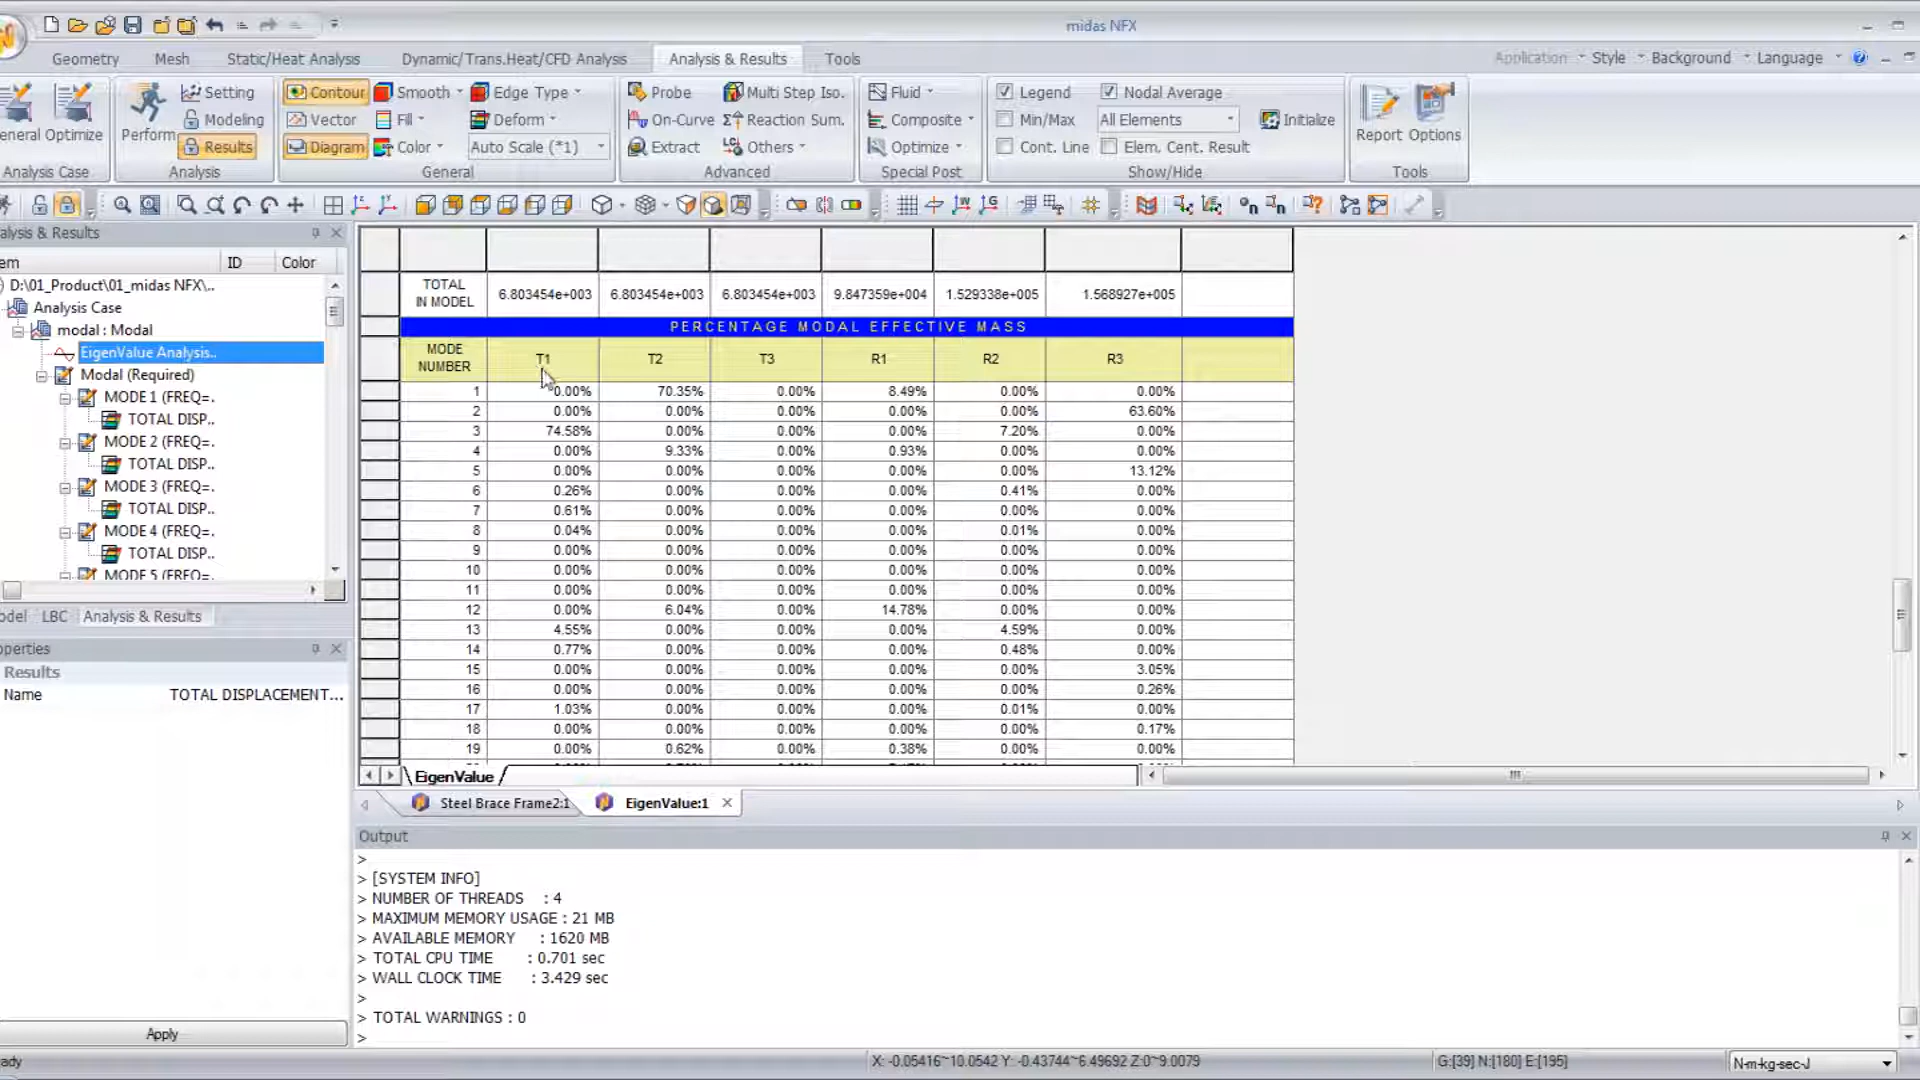 midas NFX
Geometry Mesh Static/Heat Analysis Dynamic/Trans.Heat/CFD Analysis Analysis & Results Tools
Application Style Background Language
eneral Optimize
Analysis Case
Perform
Setting
Modeling
Results
Analysis
Contour Smooth Edge Type
Vector Fill Deform
Diagram Color Auto Scale (*1)
General
Probe Multi Step Iso.
On-Curve Reaction Sum.
Extract Others
Advanced
Fluid
Composite
Optimize
Special Post
Legend Nodal Average
Min/Max All Elements Initialize
Cont. Line Elem. Cent. Result
Show/Hide
Report Options
Tools
alysis & Results
em ID Color
D:\01_Product\01_midas NFX\..
Analysis Case
modal : Modal
EigenValue Analysis..
Modal (Required)
MODE 1 (FREQ=.
TOTAL DISP..
MODE 2 (FREQ=.
TOTAL DISP..
MODE 3 (FREQ=.
TOTAL DISP..
MODE 4 (FREQ=.
TOTAL DISP..
MODE 5 (FREQ=.
odel LBC Analysis & Results
operties
Results
Name TOTAL DISPLACEMENT...
Apply
TOTAL IN MODEL 6.803454e+003 6.803454e+003 6.803454e+003 9.847359e+004 1.529338e+005 1.568927e+005
PERCENTAGE MODAL EFFECTIVE MASS
MODE NUMBER T1 T2 T3 R1 R2 R3
1 0.00% 70.35% 0.00% 8.49% 0.00% 0.00%
2 0.00% 0.00% 0.00% 0.00% 0.00% 63.60%
3 74.58% 0.00% 0.00% 0.00% 7.20% 0.00%
4 0.00% 9.33% 0.00% 0.93% 0.00% 0.00%
5 0.00% 0.00% 0.00% 0.00% 0.00% 13.12%
6 0.26% 0.00% 0.00% 0.00% 0.41% 0.00%
7 0.61% 0.00% 0.00% 0.00% 0.00% 0.00%
8 0.04% 0.00% 0.00% 0.00% 0.01% 0.00%
9 0.00% 0.00% 0.00% 0.00% 0.00% 0.00%
10 0.00% 0.00% 0.00% 0.00% 0.00% 0.00%
11 0.00% 0.00% 0.00% 0.00% 0.00% 0.00%
12 0.00% 6.04% 0.00% 14.78% 0.00% 0.00%
13 4.55% 0.00% 0.00% 0.00% 4.59% 0.00%
14 0.77% 0.00% 0.00% 0.00% 0.48% 0.00%
15 0.00% 0.00% 0.00% 0.00% 0.00% 3.05%
16 0.00% 0.00% 0.00% 0.00% 0.00% 0.26%
17 1.03% 0.00% 0.00% 0.00% 0.01% 0.00%
18 0.00% 0.00% 0.00% 0.00% 0.00% 0.17%
19 0.00% 0.62% 0.00% 0.38% 0.00% 0.00%
EigenValue
Steel Brace Frame2:1 EigenValue:1
Output
>
> [SYSTEM INFO]
> NUMBER OF THREADS : 4
> MAXIMUM MEMORY USAGE : 21 MB
> AVAILABLE MEMORY : 1620 MB
> TOTAL CPU TIME : 0.701 sec
> WALL CLOCK TIME : 3.429 sec
>
> TOTAL WARNINGS : 0
>
ady X: -0.05416~10.0542 Y: -0.43744~6.49692 Z:0~9.0079 G:[39] N:[180] E:[195] N-m-kg-sec-J